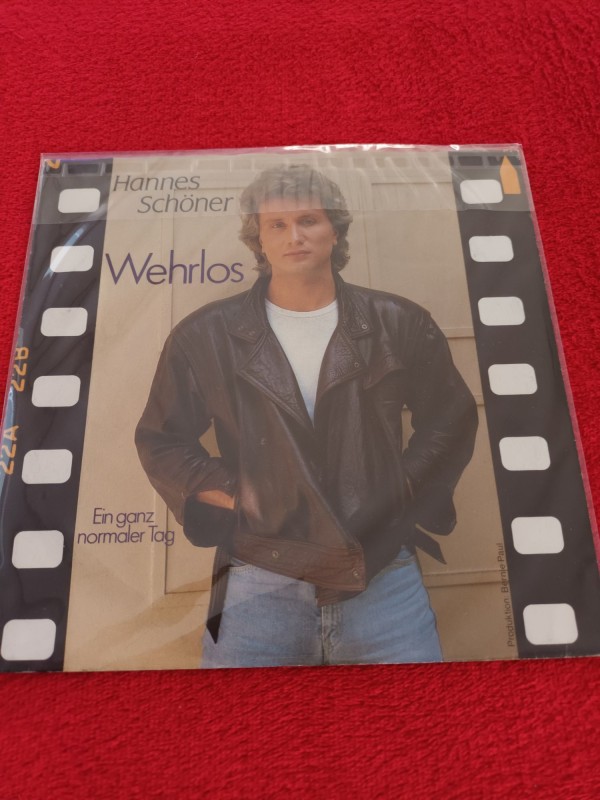 Hannes
Schöner
Wehrlos
22B
22A
Ein ganz
normaler Tag
Produktion: Bernie Paul